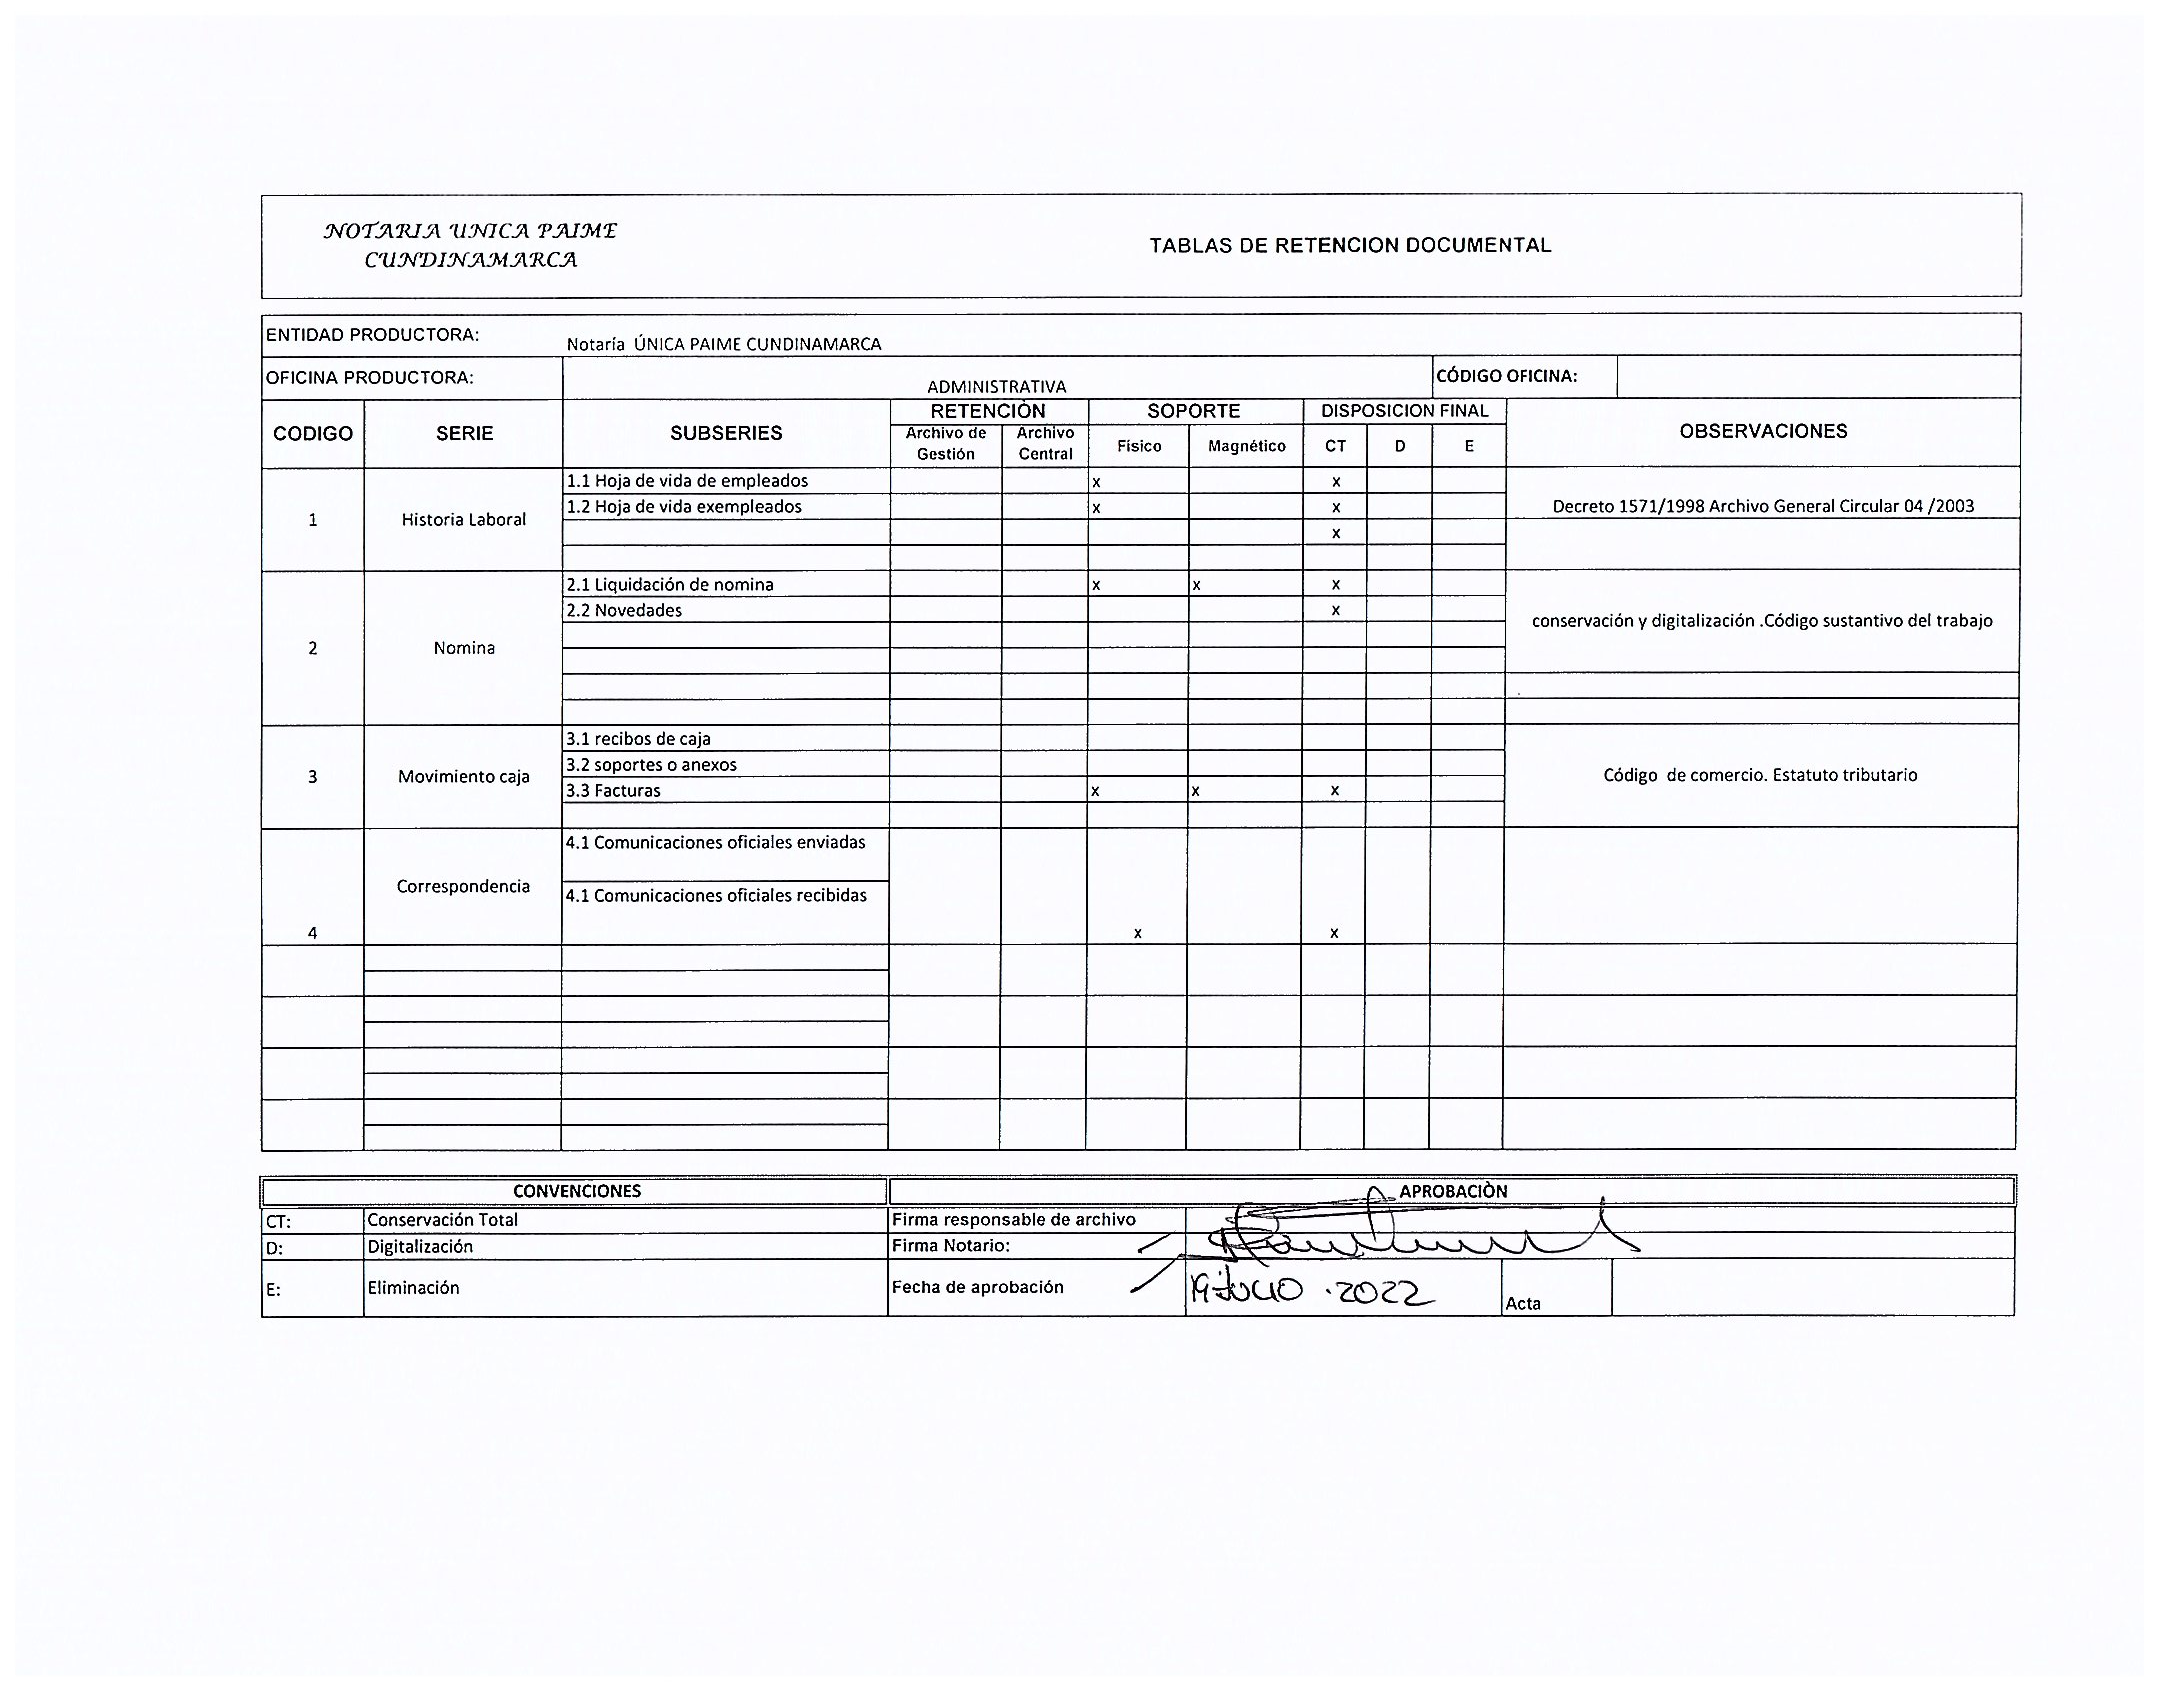 NOTARIA UNICA PAIME
CUNDINAMARCA
TABLAS DE RETENCION DOCUMENTAL
ENTIDAD PRODUCTORA: Notaría ÚNICA PAIME CUNDINAMARCA
OFICINA PRODUCTORA: ADMINISTRATIVA CÓDIGO OFICINA:
CODIGO SERIE SUBSERIES RETENCIÒN SOPORTE DISPOSICION FINAL OBSERVACIONES
Archivo de Gestión Archivo Central Físico Magnético CT D E
1 Historia Laboral
1.1 Hoja de vida de empleados x x
1.2 Hoja de vida exempleados x x Decreto 1571/1998 Archivo General Circular 04 /2003
x
2 Nomina
2.1 Liquidación de nomina x x x
2.2 Novedades x
conservación y digitalización .Código sustantivo del trabajo
3 Movimiento caja
3.1 recibos de caja
3.2 soportes o anexos
3.3 Facturas x x x
Código de comercio. Estatuto tributario
4 Correspondencia
4.1 Comunicaciones oficiales enviadas
4.1 Comunicaciones oficiales recibidas
x x
CONVENCIONES APROBACIÒN
CT: Conservación Total Firma responsable de archivo
D: Digitalización Firma Notario:
E: Eliminación Fecha de aprobación 19 JULIO . 2022 Acta